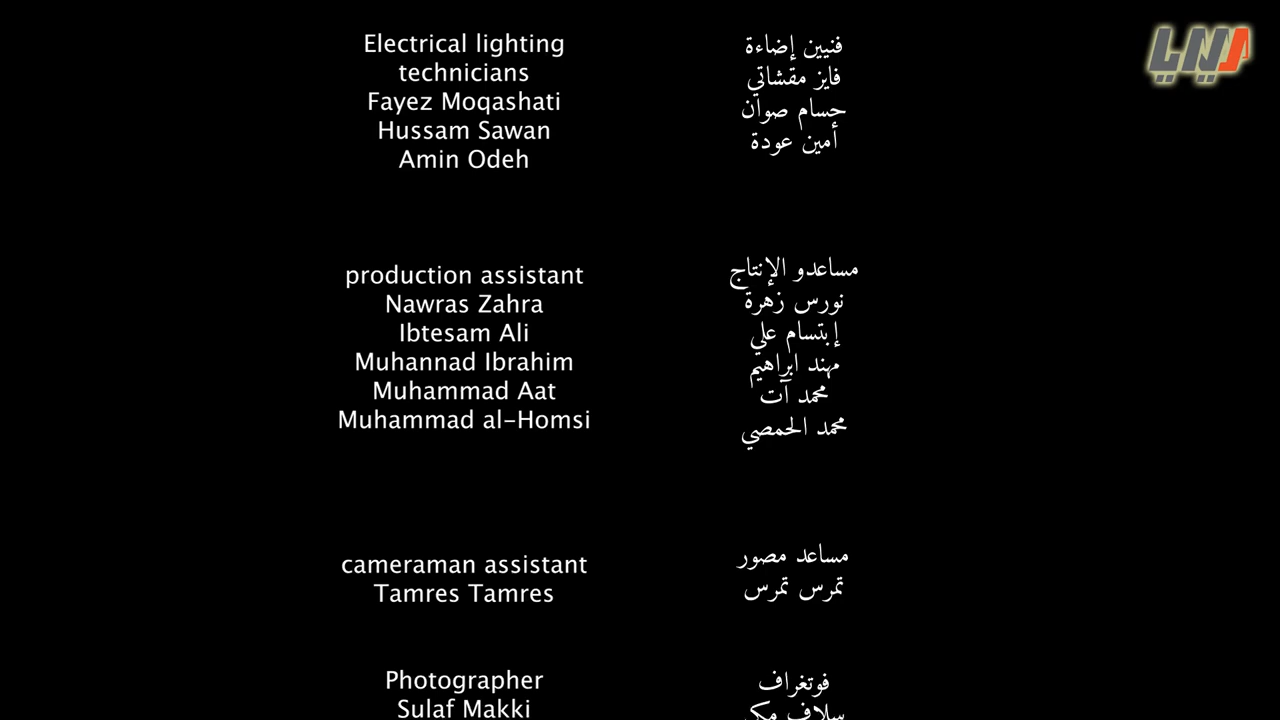 Electrical lighting
technicians
Fayez Moqashati
Hussam Sawan
Amin Odeh
فنيين إضاءة
فايز مقشاتي
حسام صوان
أمين عودة
production assistant
Nawras Zahra
Ibtesam Ali
Muhannad Ibrahim
Muhammad Aat
Muhammad al-Homsi
مساعدو الإنتاج
نورس زهرة
إبتسام علي
مهند ابراهيم
محمد آت
محمد الحمصي
cameraman assistant
Tamres Tamres
مساعد مصور
تمرس تمرس
Photographer
Sulaf Makki
فوتغراف
سلاف مكي